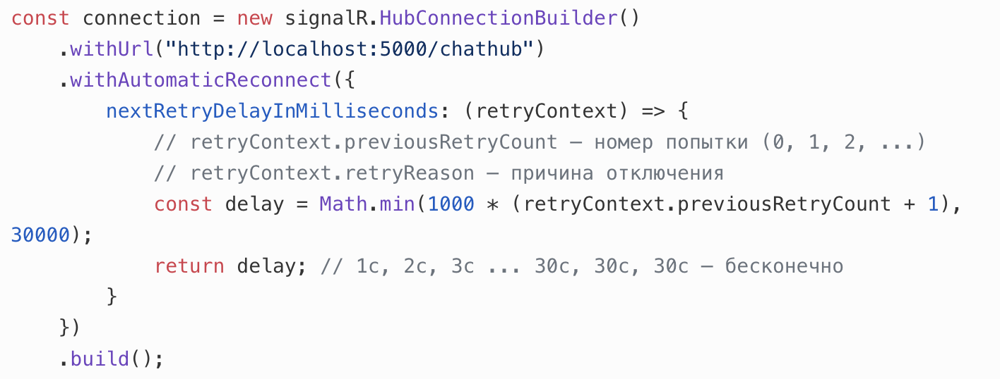 const connection = new signalR.HubConnectionBuilder()
    .withUrl("http://localhost:5000/chathub")
    .withAutomaticReconnect({
        nextRetryDelayInMilliseconds: (retryContext) => {
            // retryContext.previousRetryCount — номер попытки (0, 1, 2, ...)
            // retryContext.retryReason — причина отключения
            const delay = Math.min(1000 * (retryContext.previousRetryCount + 1),
30000);
            return delay; // 1с, 2с, 3с ... 30с, 30с, 30с — бесконечно
        }
    })
    .build();